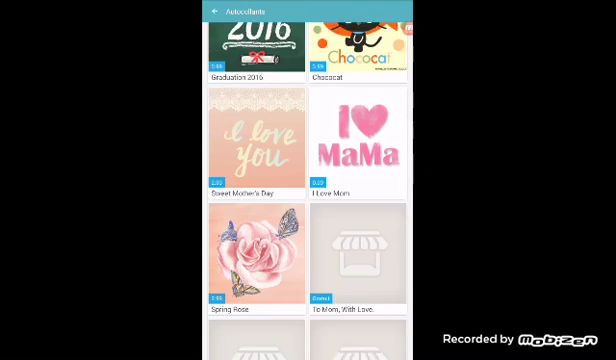 Autocollants
2016
Graduation 2016
Chococat
Chococat
I love
you
I
MaMa
Sweet Mother's Day
I Love Mom
Spring Rose
To Mom, With Love.
Recorded by mobizen